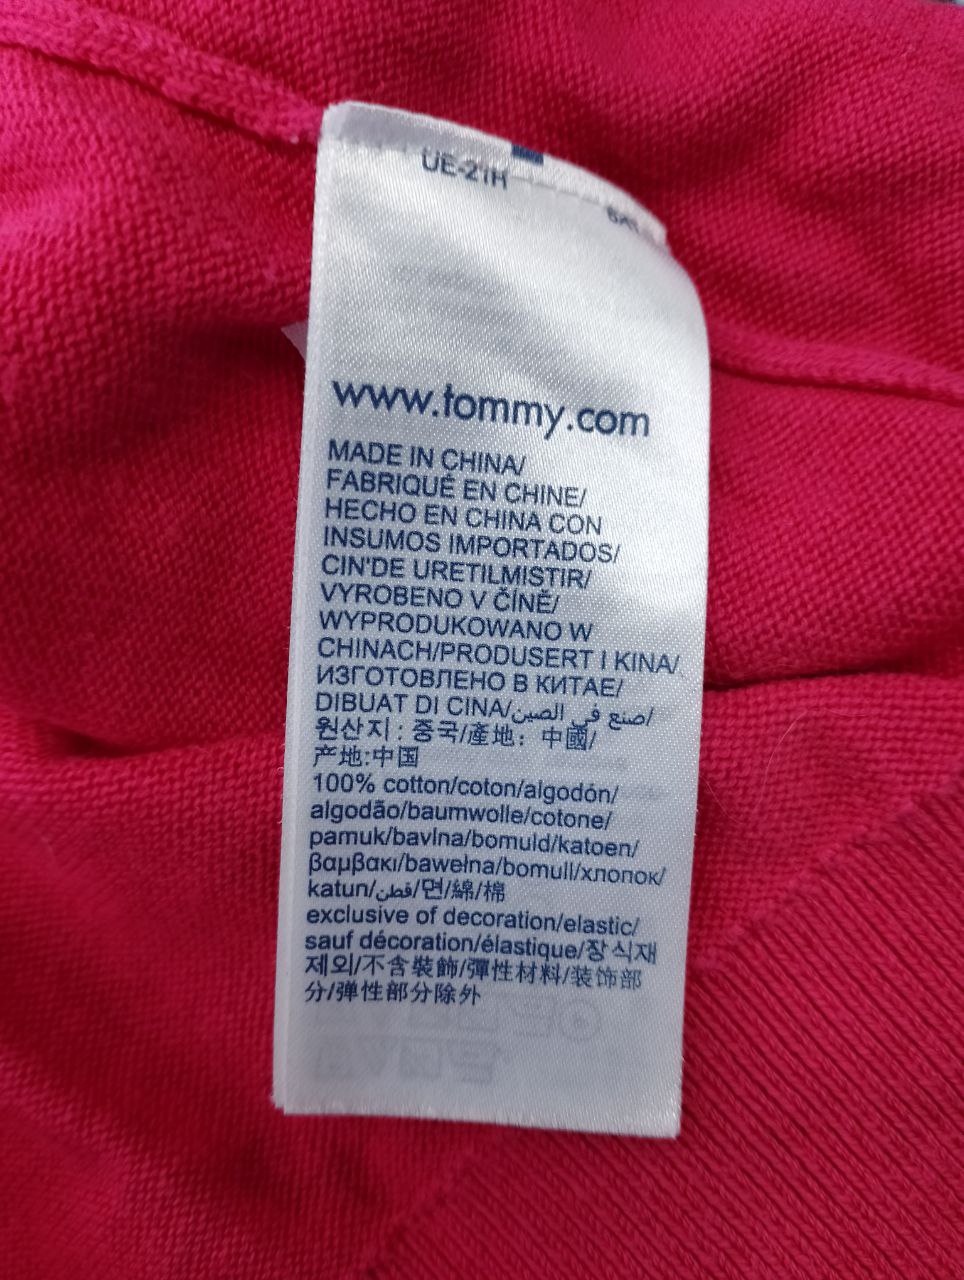 UE-21H
www.tommy.com
MADE IN CHINA/
FABRIQUÉ EN CHINE/
HECHO EN CHINA CON
INSUMOS IMPORTADOS/
CIN'DE URETILMISTIR/
VYROBENO V ČÍNĚ/
WYPRODUKOWANO W
CHINACH/PRODUSERT I KINA/
ИЗГОТОВЛЕНО В КИТАЕ/
DIBUAT DI CINA/صنع في الصين/
원산지 : 중국/產地：中國/
产地:中国
100% cotton/coton/algodón/
algodão/baumwolle/cotone/
pamuk/bavlna/bomuld/katoen/
βαμβακι/bawełna/bomull/хлопок/
katun/قطن/면/綿/棉
exclusive of decoration/elastic/
sauf décoration/élastique/장식재
제외/不含裝飾/彈性材料/装饰部
分/弹性部分除外